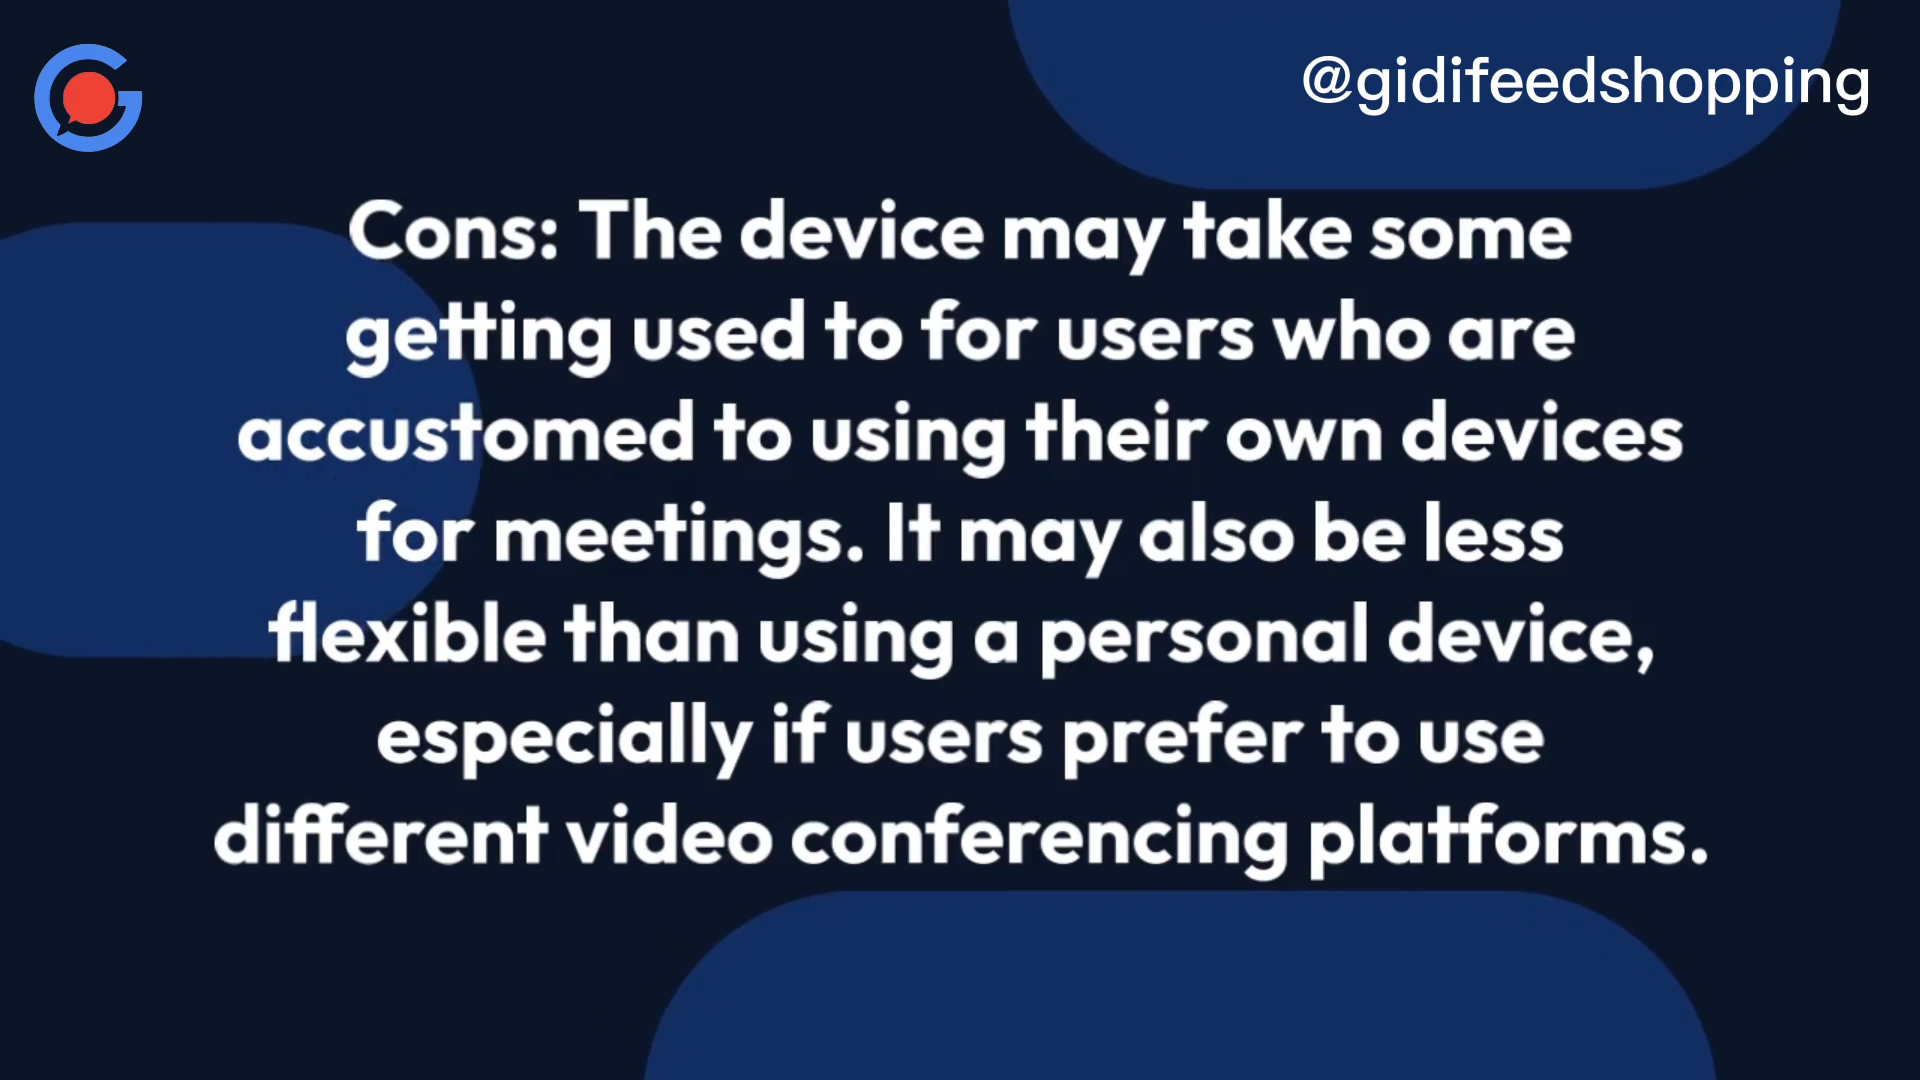 @gidifeedshopping
Cons: The device may take some
getting used to for users who are
accustomed to using their own devices
for meetings. It may also be less
flexible than using a personal device,
especially if users prefer to use
different video conferencing platforms.